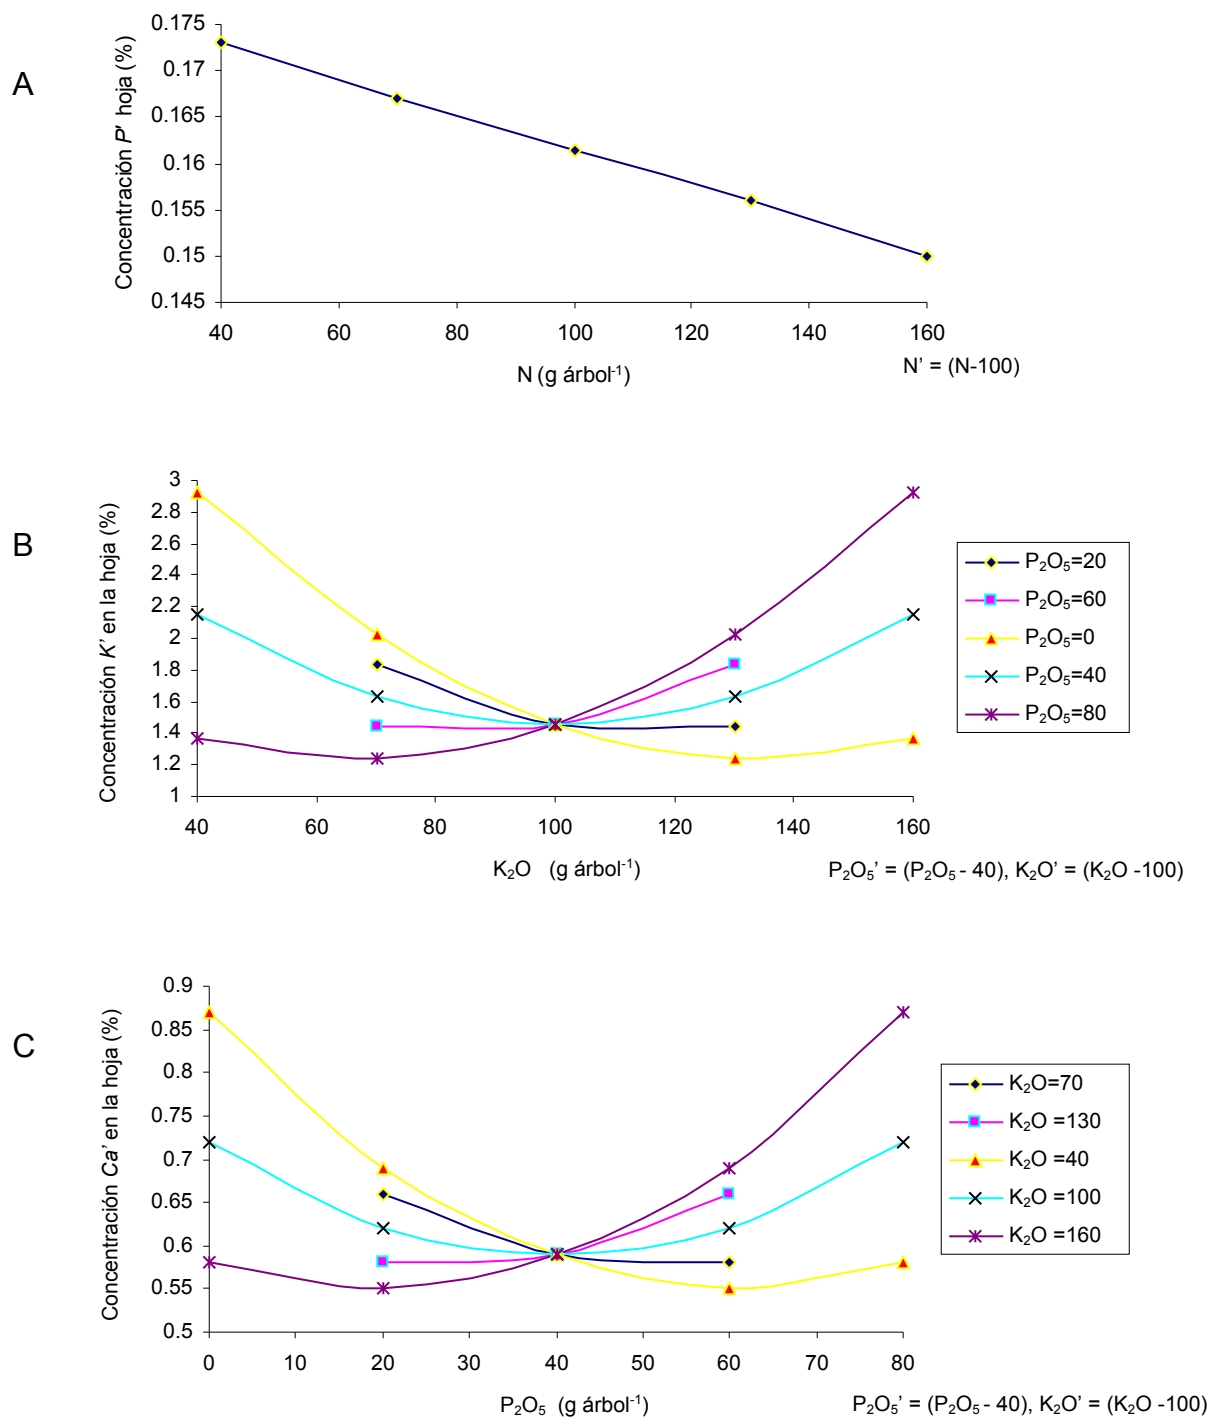 A
Concentración P' hoja (%)
0.175
0.17
0.165
0.16
0.155
0.15
0.145
40 60 80 100 120 140 160
N (g árbol⁻¹)
N' = (N-100)
B
Concentración K' en la hoja (%)
3
2.8
2.6
2.4
2.2
2
1.8
1.6
1.4
1.2
1
40 60 80 100 120 140 160
K₂O (g árbol⁻¹)
P₂O₅' = (P₂O₅ - 40), K₂O' = (K₂O -100)
P₂O₅=20
P₂O₅=60
P₂O₅=0
P₂O₅=40
P₂O₅=80
C
Concentración Ca' en la hoja (%)
0.9
0.85
0.8
0.75
0.7
0.65
0.6
0.55
0.5
0 10 20 30 40 50 60 70 80
P₂O₅ (g árbol⁻¹)
P₂O₅' = (P₂O₅ - 40), K₂O' = (K₂O -100)
K₂O=70
K₂O =130
K₂O =40
K₂O =100
K₂O =160